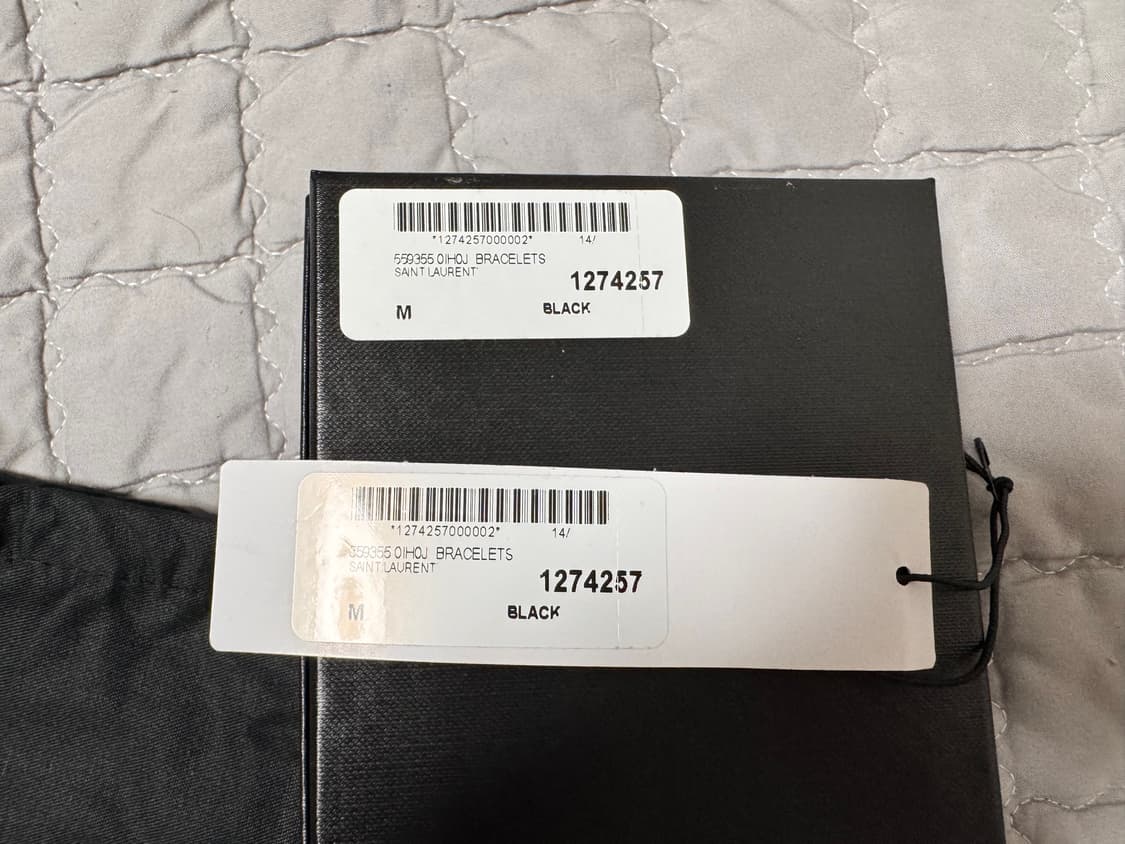 *1274257000002* 14/
559355 0IH0J BRACELETS
SAINT LAURENT
1274257
M BLACK
*1274257000002* 14/
559355 0IH0J BRACELETS
SAINT LAURENT
1274257
M BLACK